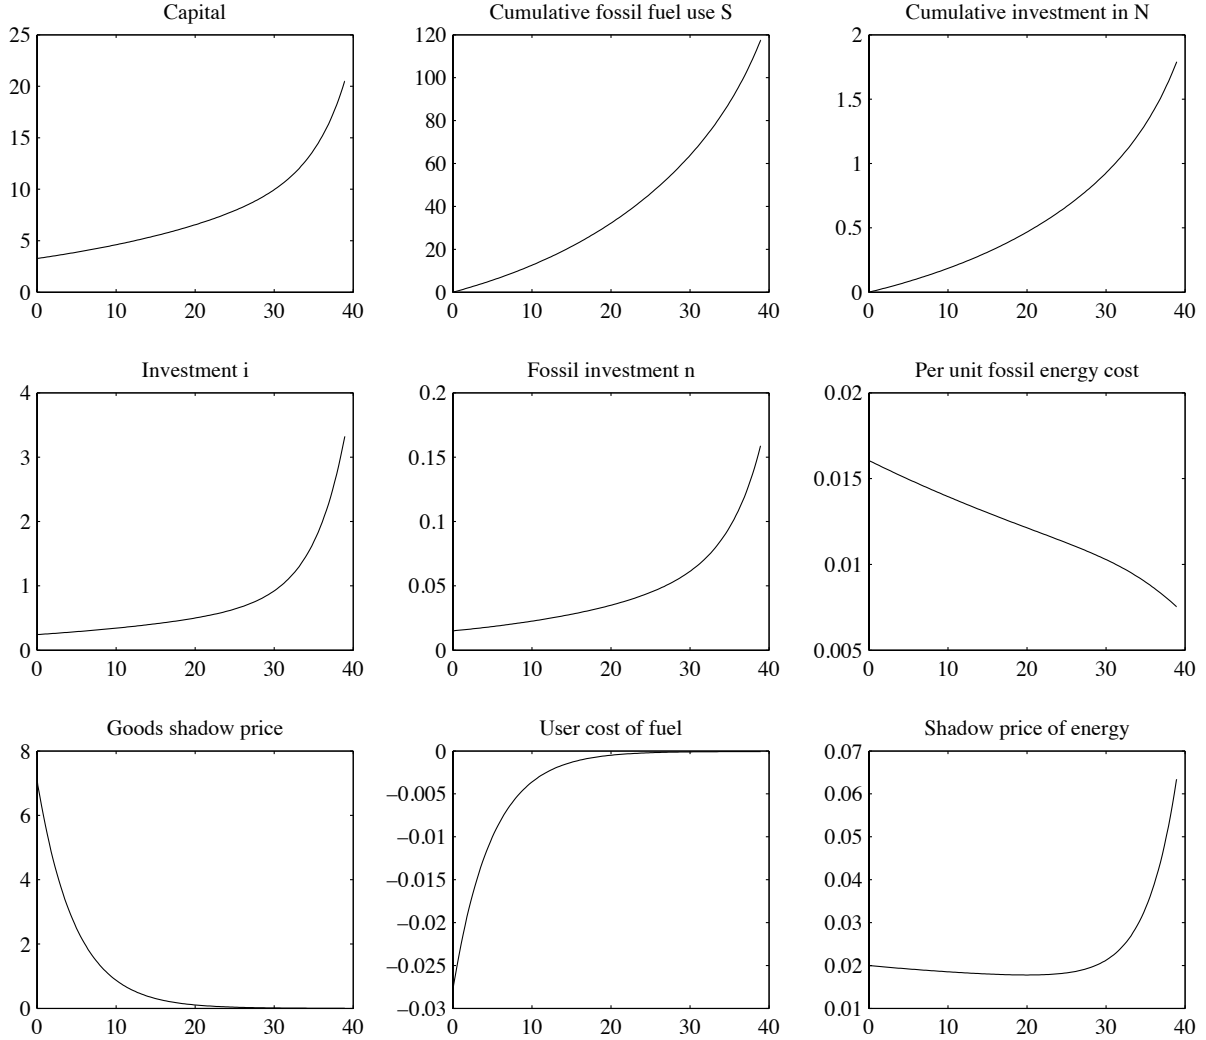 Capital
25
20
15
10
5
0
0 10 20 30 40
Cumulative fossil fuel use S
120
100
80
60
40
20
0
0 10 20 30 40
Cumulative investment in N
2
1.5
1
0.5
0
0 10 20 30 40
Investment i
4
3
2
1
0
0 10 20 30 40
Fossil investment n
0.2
0.15
0.1
0.05
0
0 10 20 30 40
Per unit fossil energy cost
0.02
0.015
0.01
0.005
0 10 20 30 40
Goods shadow price
8
6
4
2
0
0 10 20 30 40
User cost of fuel
0
–0.005
–0.01
–0.015
–0.02
–0.025
–0.03
0 10 20 30 40
Shadow price of energy
0.07
0.06
0.05
0.04
0.03
0.02
0.01
0 10 20 30 40